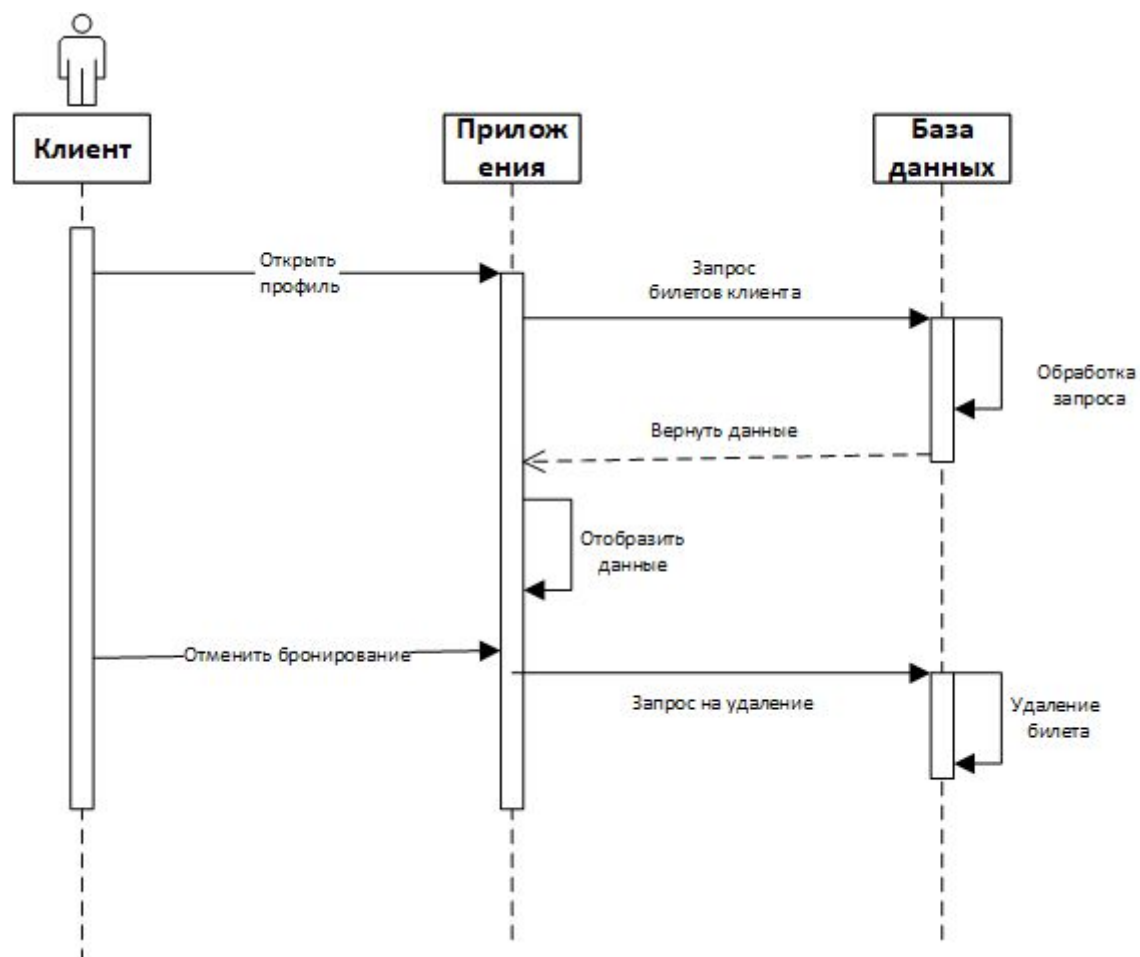 Клиент
Прилож
ения
База
данных
Открыть
профиль
Запрос
билетов клиента
Обработка
запроса
Вернуть данные
Отобразить
данные
Отменить бронирование
Запрос на удаление
Удаление
билета